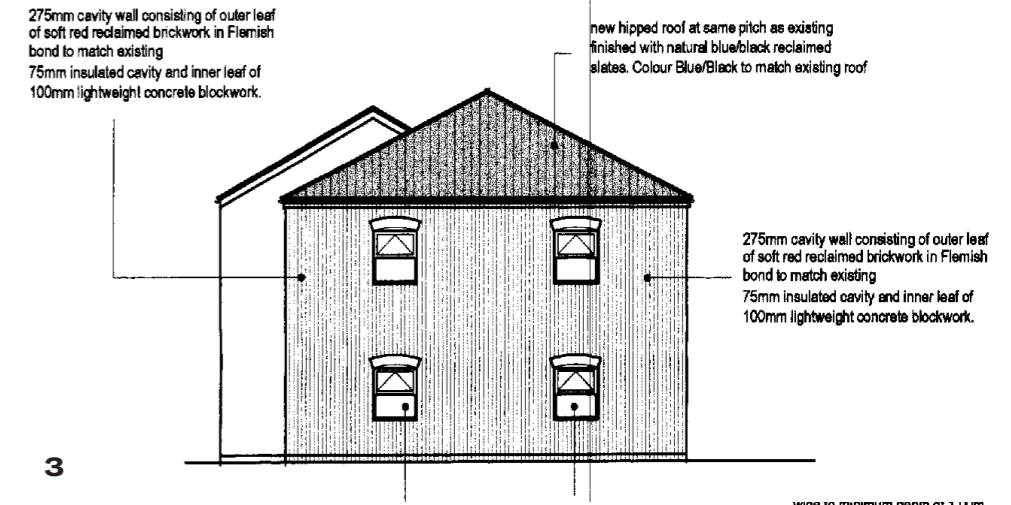 275mm cavity wall consisting of outer leaf
of soft red reclaimed brickwork in Flemish
bond to match existing
75mm insulated cavity and inner leaf of
100mm lightweight concrete blockwork.
new hipped roof at same pitch as existing
finished with natural blue/black reclaimed
slates. Colour Blue/Black to match existing roof
275mm cavity wall consisting of outer leaf
of soft red reclaimed brickwork in Flemish
bond to match existing
75mm insulated cavity and inner leaf of
100mm lightweight concrete blockwork.
3